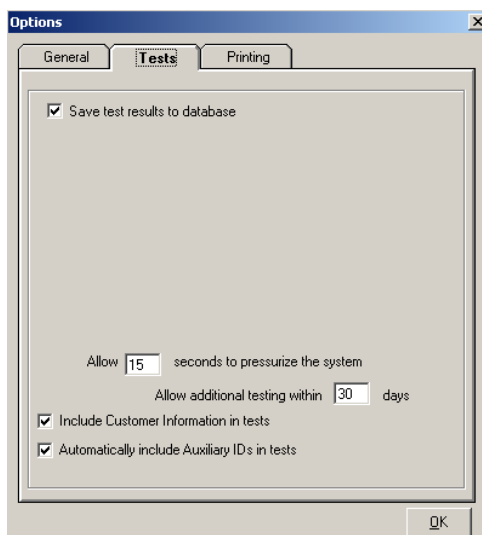 Options
General Tests Printing
Save test results to database
Allow 15 seconds to pressurize the system
Allow additional testing within 30 days
Include Customer Information in tests
Automatically include Auxiliary IDs in tests
OK